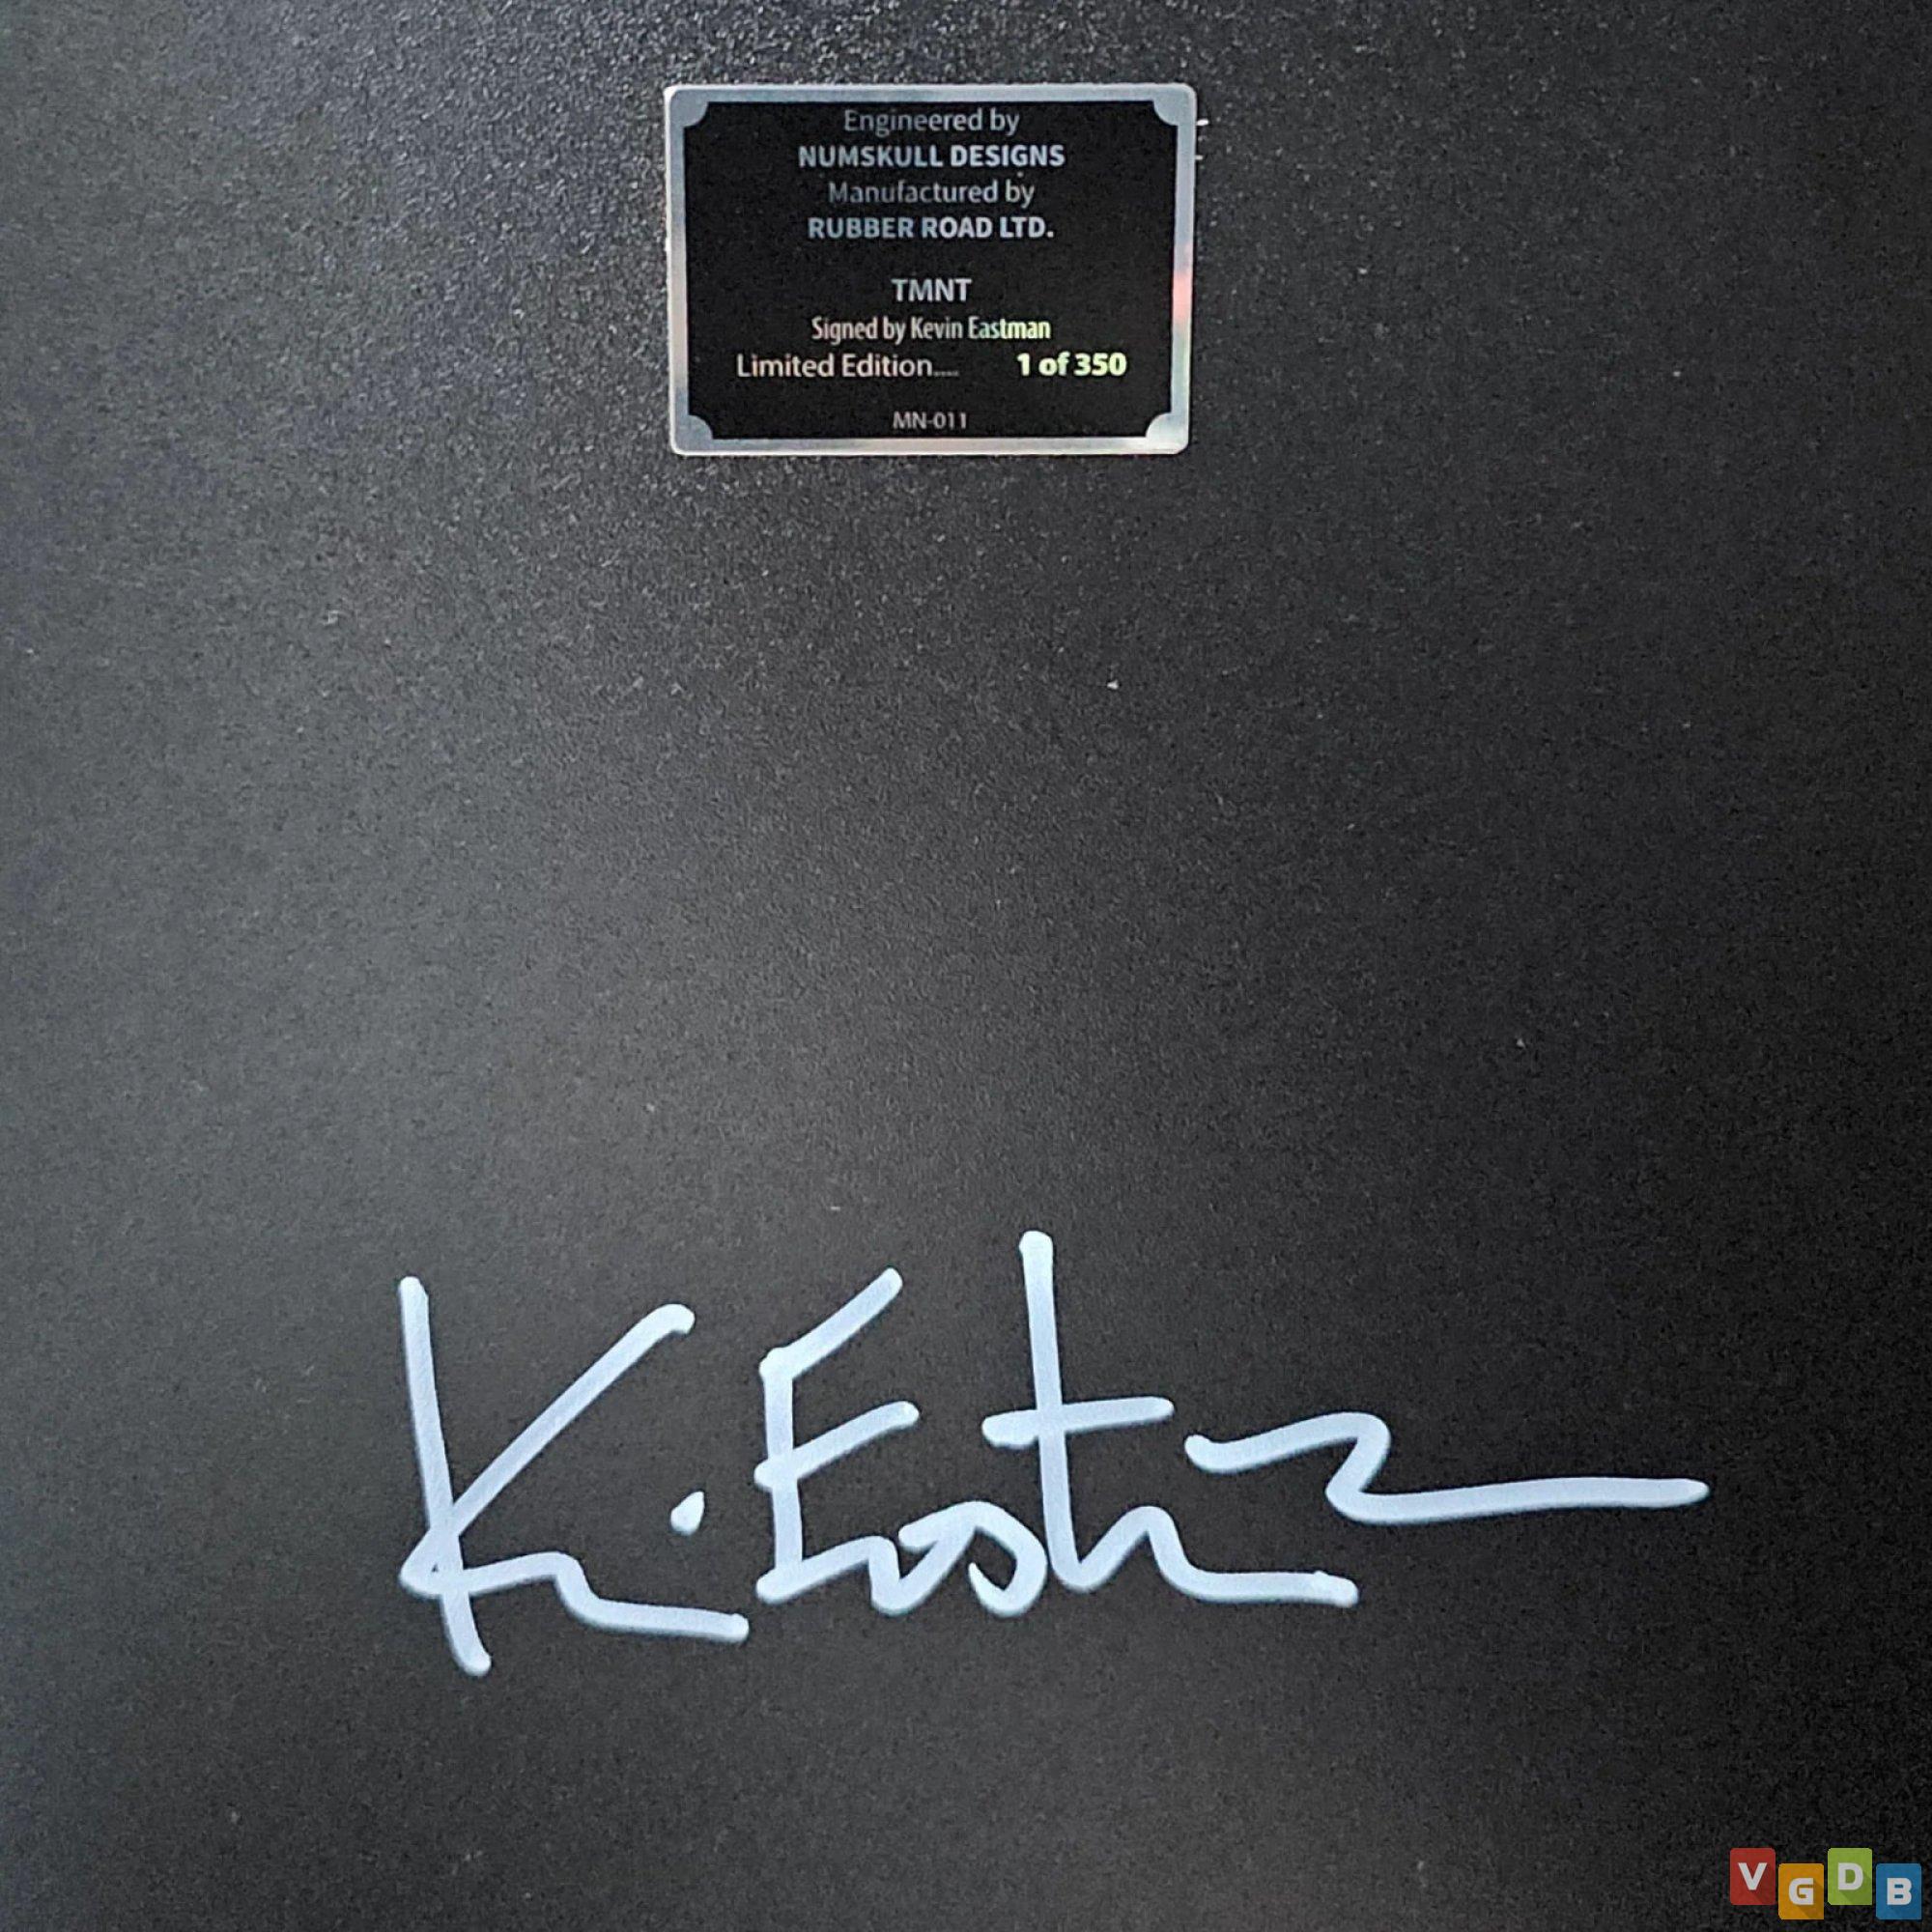 Engineered by
NUMSKULL DESIGNS
Manufactured by
RUBBER ROAD LTD.
TMNT
Signed by Kevin Eastman
Limited Edition..... 1 of 350
MN-011
Kevin Eastman
VGDB